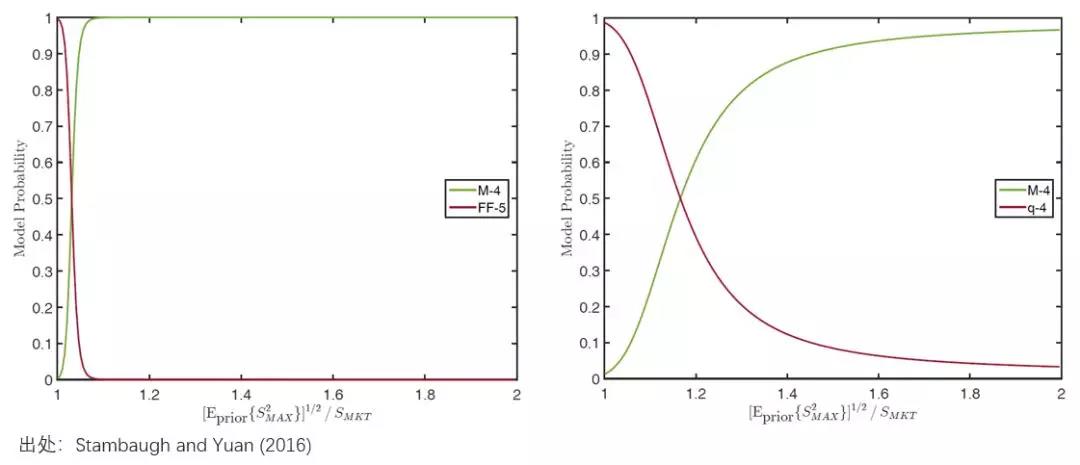 1
0.9
0.8
0.7
0.6
0.5
0.4
0.3
0.2
0.1
0
Model Probability
M-4
FF-5
1 1.2 1.4 1.6 1.8 2
[E_prior{S²_MAX}]^{1/2} / S_MKT
1
0.9
0.8
0.7
0.6
0.5
0.4
0.3
0.2
0.1
0
Model Probability
M-4
q-4
1 1.2 1.4 1.6 1.8 2
[E_prior{S²_MAX}]^{1/2} / S_MKT
出处：Stambaugh and Yuan (2016)